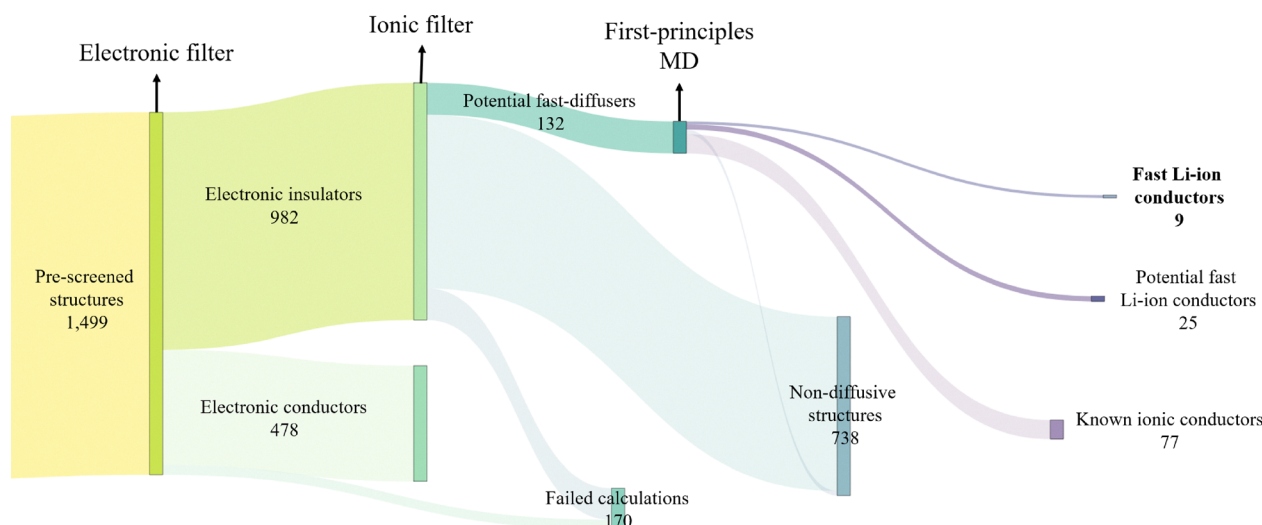 Electronic filter
Ionic filter
First-principles
MD
Potential fast-diffusers
132
Electronic insulators
982
Pre-screened
structures
1,499
Electronic conductors
478
Failed calculations
170
Non-diffusive
structures
738
Fast Li-ion
conductors
9
Potential fast
Li-ion conductors
25
Known ionic conductors
77